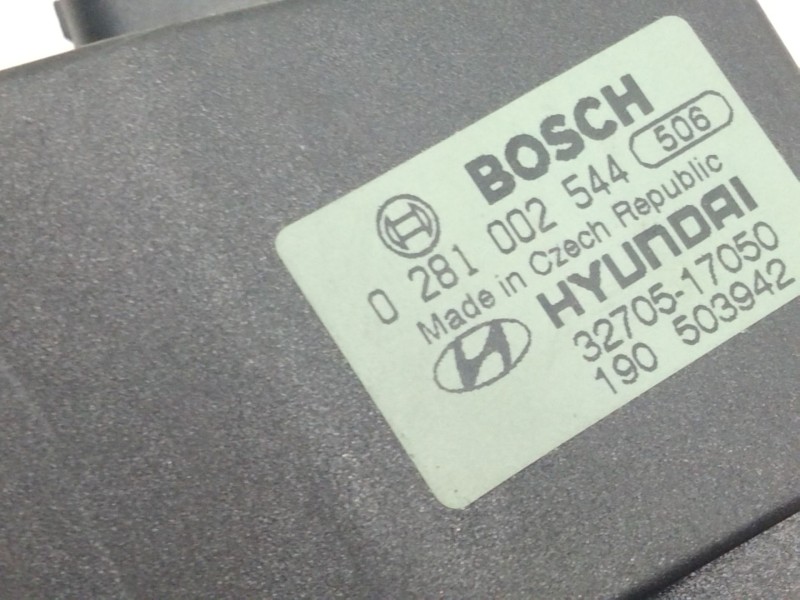 BOSCH
0 281 002 544 506
Made in Czech Republic
HYUNDAI
32705-17050
190 503942